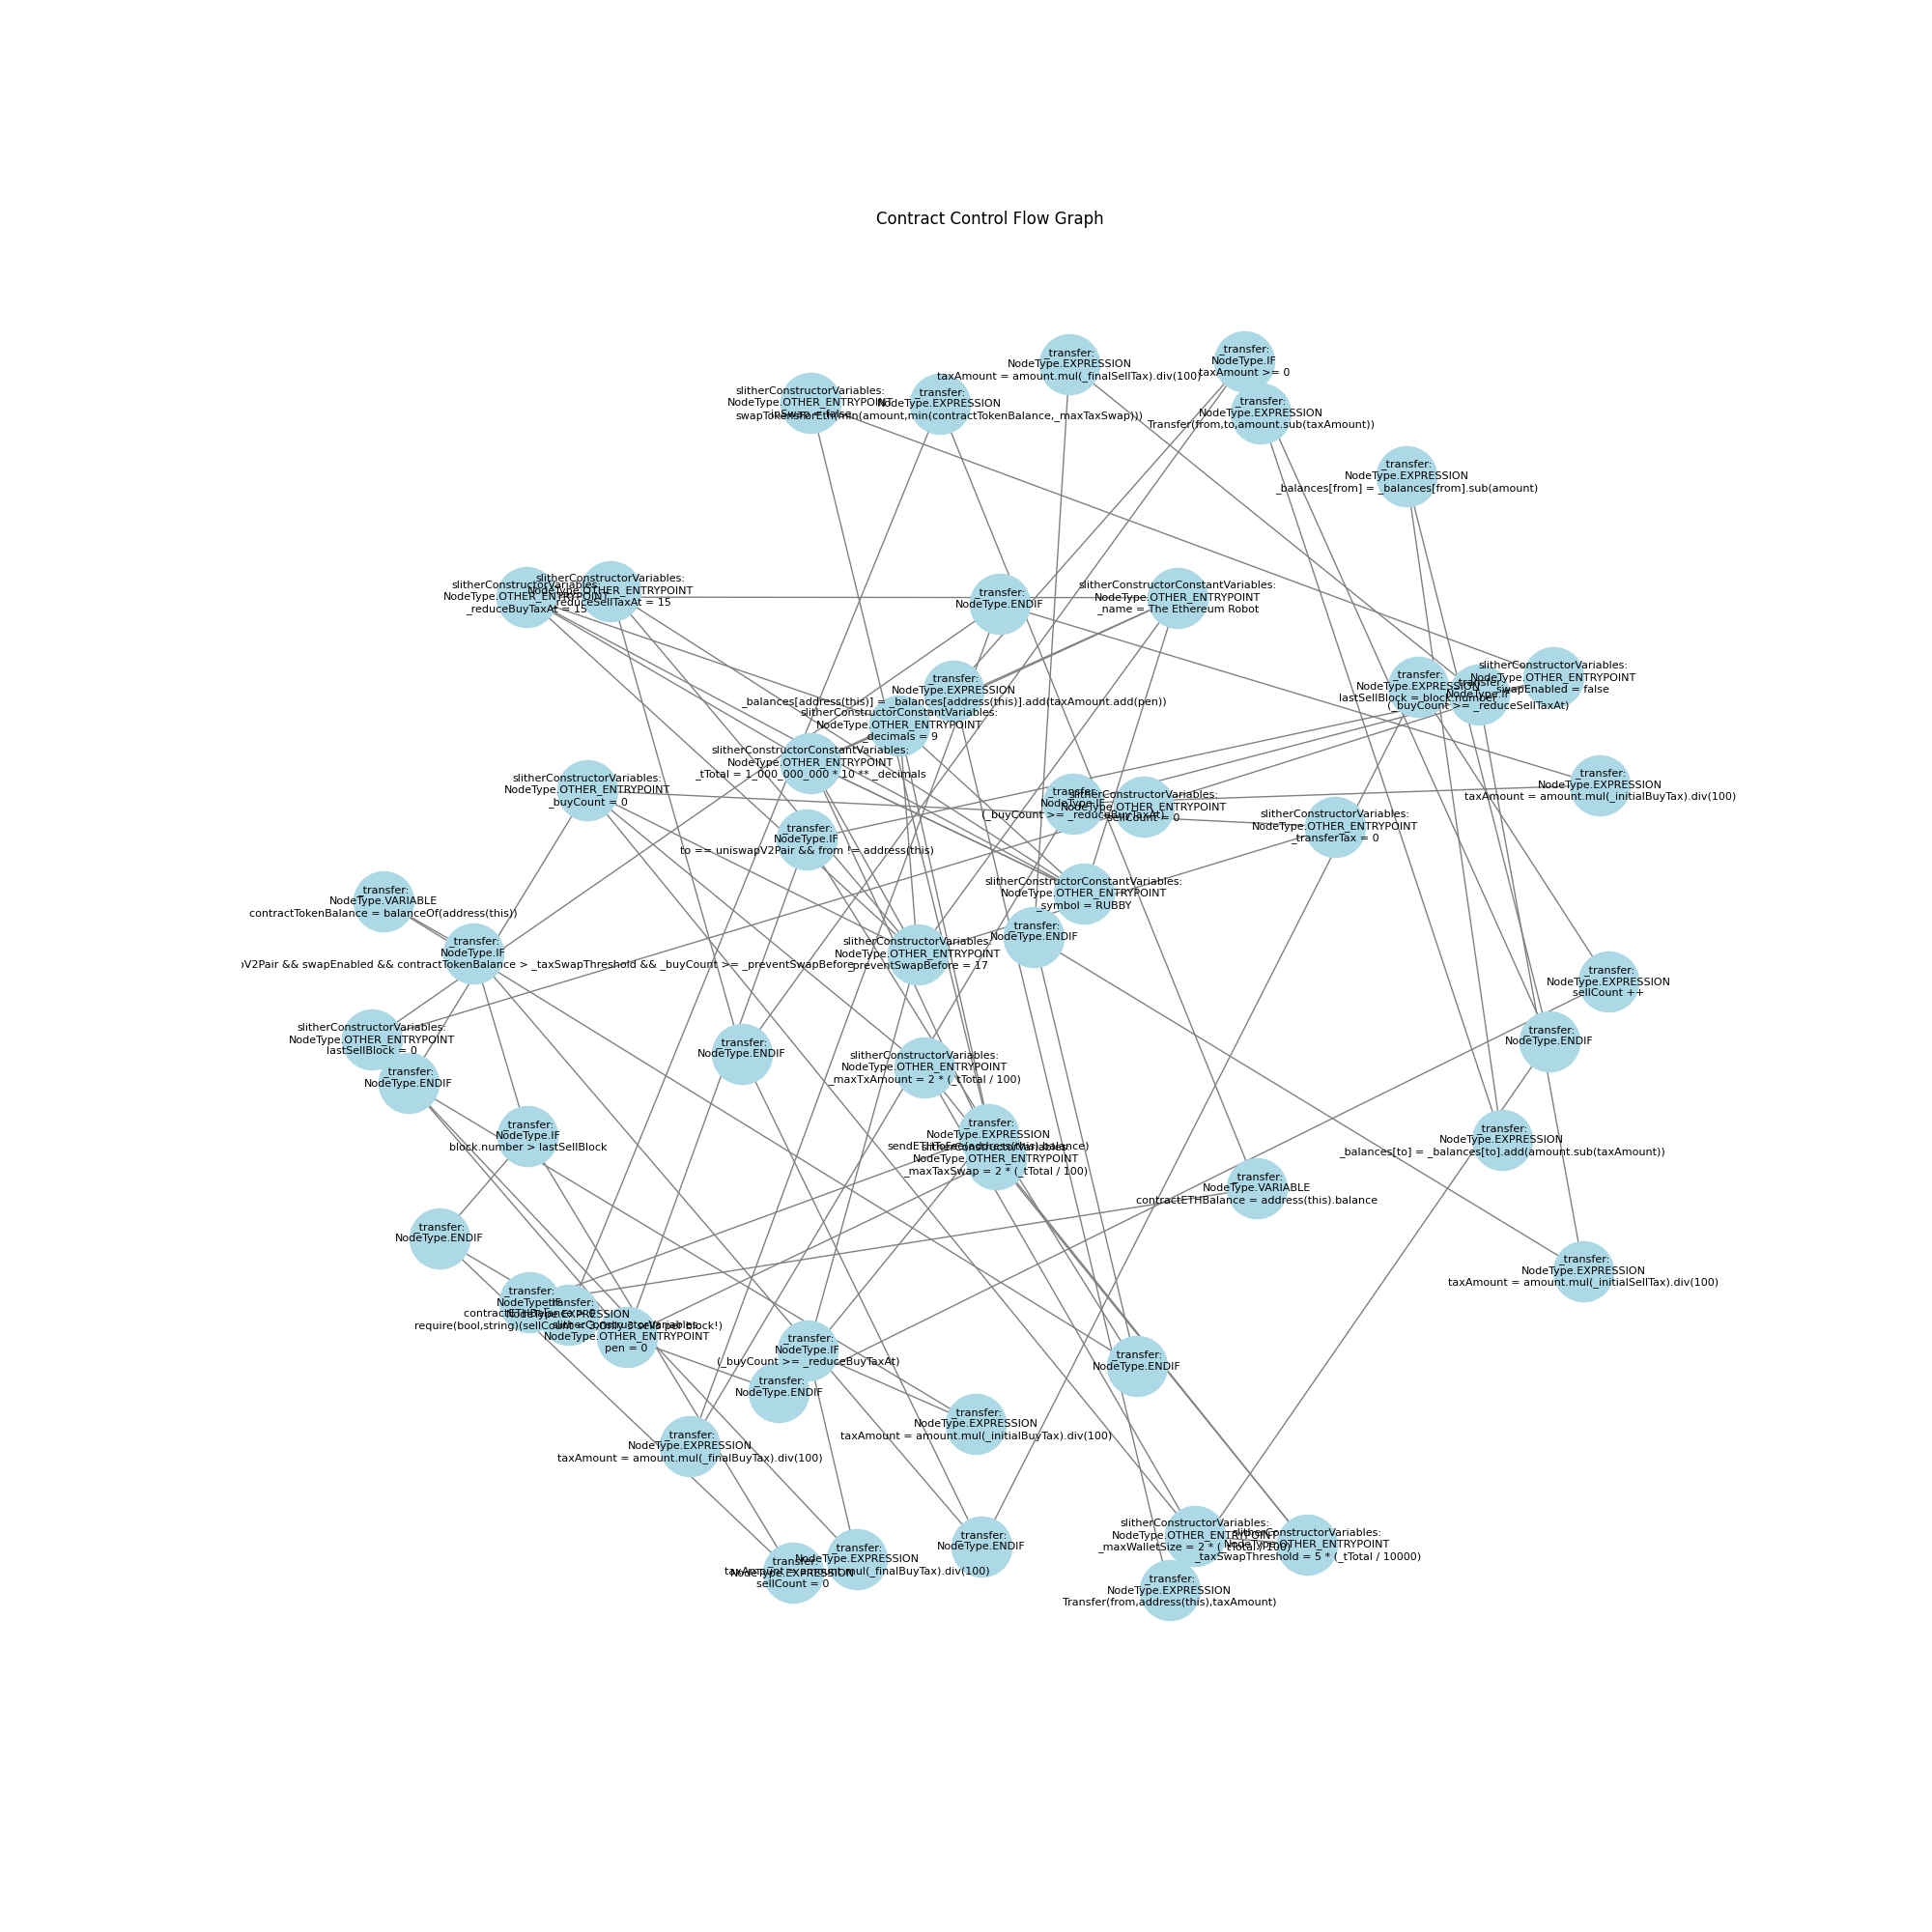 Contract Control Flow Graph
_transfer:
NodeType.EXPRESSION
taxAmount = amount.mul(_finalSellTax).div(100)
_transfer:
NodeType.IF
taxAmount >= 0
slitherConstructorVariables:
NodeType.OTHER_ENTRYPOINT
inSwap = false
_transfer:
NodeType.EXPRESSION
swapTokensForEth(min(amount,min(contractTokenBalance,_maxTaxSwap)))
_transfer:
NodeType.EXPRESSION
Transfer(from,to,amount.sub(taxAmount))
_transfer:
NodeType.EXPRESSION
_balances[from] = _balances[from].sub(amount)
slitherConstructorVariables:
NodeType.OTHER_ENTRYPOINT
_reduceBuyTaxAt = 15
slitherConstructorVariables:
NodeType.OTHER_ENTRYPOINT
_reduceSellTaxAt = 15
_transfer:
NodeType.ENDIF
slitherConstructorConstantVariables:
NodeType.OTHER_ENTRYPOINT
_name = The Ethereum Robot
_transfer:
NodeType.EXPRESSION
_balances[address(this)] = _balances[address(this)].add(taxAmount.add(pen))
_transfer:
NodeType.EXPRESSION
lastSellBlock = block.number
_transfer:
NodeType.IF
(_buyCount >= _reduceSellTaxAt)
slitherConstructorVariables:
NodeType.OTHER_ENTRYPOINT
swapEnabled = false
slitherConstructorConstantVariables:
NodeType.OTHER_ENTRYPOINT
_decimals = 9
slitherConstructorConstantVariables:
NodeType.OTHER_ENTRYPOINT
_tTotal = 1_000_000_000 * 10 ** _decimals
slitherConstructorVariables:
NodeType.OTHER_ENTRYPOINT
_buyCount = 0
_transfer:
NodeType.EXPRESSION
taxAmount = amount.mul(_initialBuyTax).div(100)
_transfer:
NodeType.IF
(_buyCount >= _reduceBuyTaxAt)
slitherConstructorVariables:
NodeType.OTHER_ENTRYPOINT
sellCount = 0
slitherConstructorVariables:
NodeType.OTHER_ENTRYPOINT
_transferTax = 0
_transfer:
NodeType.IF
to == uniswapV2Pair && from != address(this)
slitherConstructorConstantVariables:
NodeType.OTHER_ENTRYPOINT
_symbol = RUBBY
_transfer:
NodeType.VARIABLE
contractTokenBalance = balanceOf(address(this))
_transfer:
NodeType.ENDIF
_transfer:
NodeType.IF
V2Pair && swapEnabled && contractTokenBalance > _taxSwapThreshold && _buyCount >= _preventSwapBefore
slitherConstructorVariables:
NodeType.OTHER_ENTRYPOINT
_preventSwapBefore = 17
_transfer:
NodeType.EXPRESSION
sellCount ++
slitherConstructorVariables:
NodeType.OTHER_ENTRYPOINT
lastSellBlock = 0
_transfer:
NodeType.ENDIF
_transfer:
NodeType.ENDIF
_transfer:
NodeType.ENDIF
slitherConstructorVariables:
NodeType.OTHER_ENTRYPOINT
_maxTxAmount = 2 * (_tTotal / 100)
_transfer:
NodeType.IF
block.number > lastSellBlock
_transfer:
NodeType.EXPRESSION
sendETHToFee(address(this).balance)
slitherConstructorVariables:
NodeType.OTHER_ENTRYPOINT
_maxTaxSwap = 2 * (_tTotal / 100)
_transfer:
NodeType.EXPRESSION
_balances[to] = _balances[to].add(amount.sub(taxAmount))
_transfer:
NodeType.VARIABLE
contractETHBalance = address(this).balance
_transfer:
NodeType.ENDIF
_transfer:
NodeType.EXPRESSION
taxAmount = amount.mul(_initialSellTax).div(100)
_transfer:
NodeType.IF
contractETHBalance > 0
_transfer:
NodeType.EXPRESSION
require(bool,string)(sellCount < 3,Only 3 sells per block!)
slitherConstructorVariables:
NodeType.OTHER_ENTRYPOINT
pen = 0
_transfer:
NodeType.IF
(_buyCount >= _reduceBuyTaxAt)
_transfer:
NodeType.ENDIF
_transfer:
NodeType.ENDIF
_transfer:
NodeType.EXPRESSION
taxAmount = amount.mul(_initialBuyTax).div(100)
_transfer:
NodeType.EXPRESSION
taxAmount = amount.mul(_finalBuyTax).div(100)
_transfer:
NodeType.ENDIF
slitherConstructorVariables:
NodeType.OTHER_ENTRYPOINT
_maxWalletSize = 2 * (_tTotal / 100)
slitherConstructorVariables:
NodeType.OTHER_ENTRYPOINT
_taxSwapThreshold = 5 * (_tTotal / 10000)
_transfer:
NodeType.EXPRESSION
taxAmount = amount.mul(_finalBuyTax).div(100)
_transfer:
NodeType.EXPRESSION
sellCount = 0
_transfer:
NodeType.EXPRESSION
Transfer(from,address(this),taxAmount)